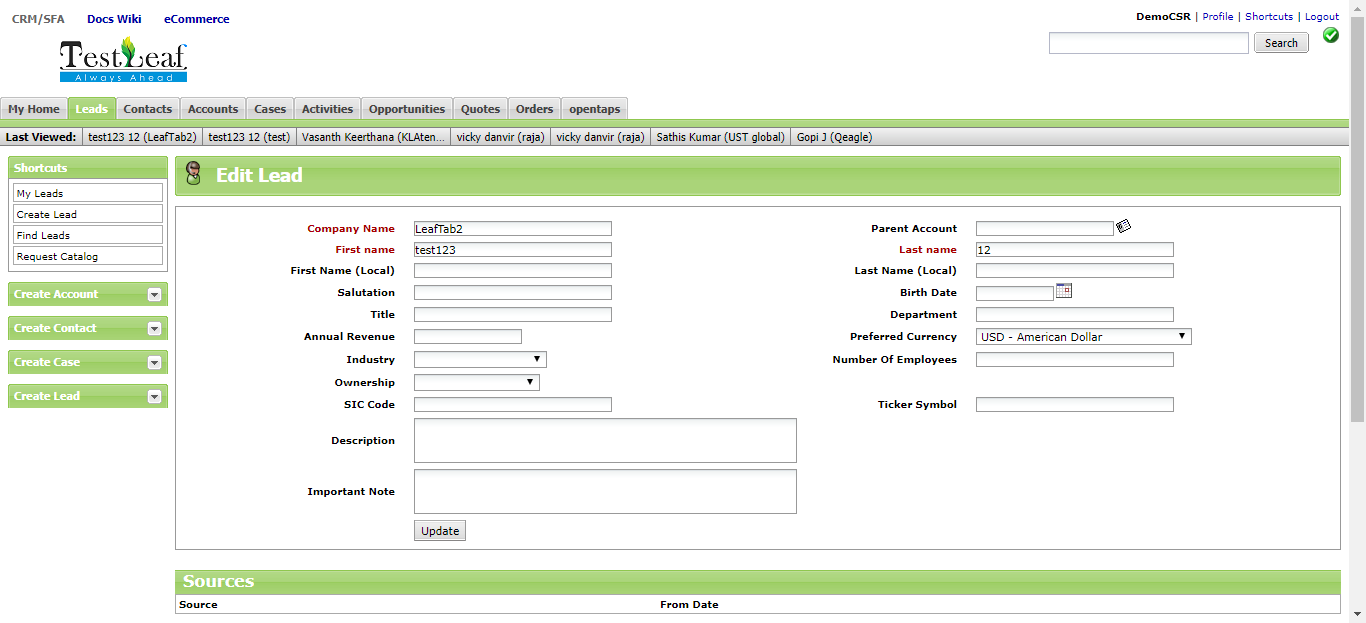 CRM/SFA Docs Wiki eCommerce
DemoCSR | Profile | Shortcuts | Logout
TestLeaf
Always Ahead
Search
My Home Leads Contacts Accounts Cases Activities Opportunities Quotes Orders opentaps
Last Viewed: test123 12 (LeafTab2) test123 12 (test) Vasanth Keerthana (KLAten... vicky danvir (raja) vicky danvir (raja) Sathis Kumar (UST global) Gopi J (Qeagle)
Shortcuts
My Leads
Create Lead
Find Leads
Request Catalog
Create Account
Create Contact
Create Case
Create Lead
Edit Lead
Company Name LeafTab2 Parent Account
First name test123 Last name 12
First Name (Local) Last Name (Local)
Salutation Birth Date
Title Department
Annual Revenue Preferred Currency USD - American Dollar
Industry Number Of Employees
Ownership
SIC Code Ticker Symbol
Description
Important Note
Update
Sources
Source From Date